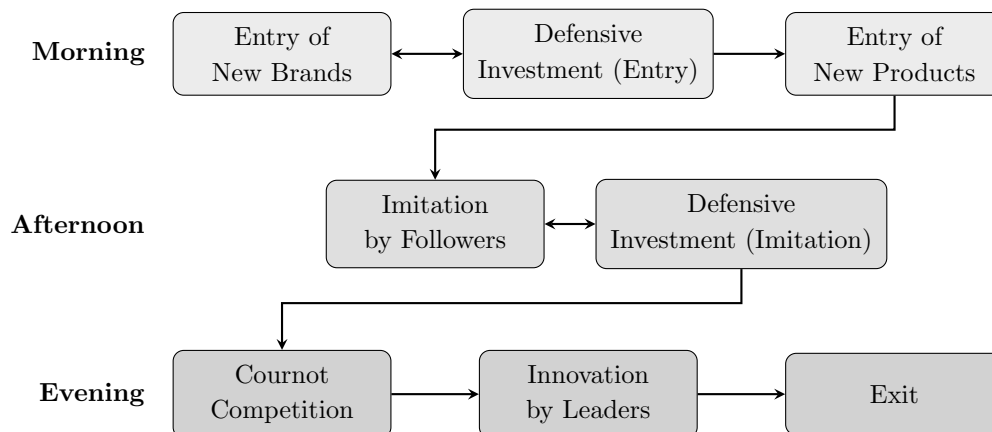 Morning
Entry of
New Brands
Defensive
Investment (Entry)
Entry of
New Products
Afternoon
Imitation
by Followers
Defensive
Investment (Imitation)
Evening
Cournot
Competition
Innovation
by Leaders
Exit